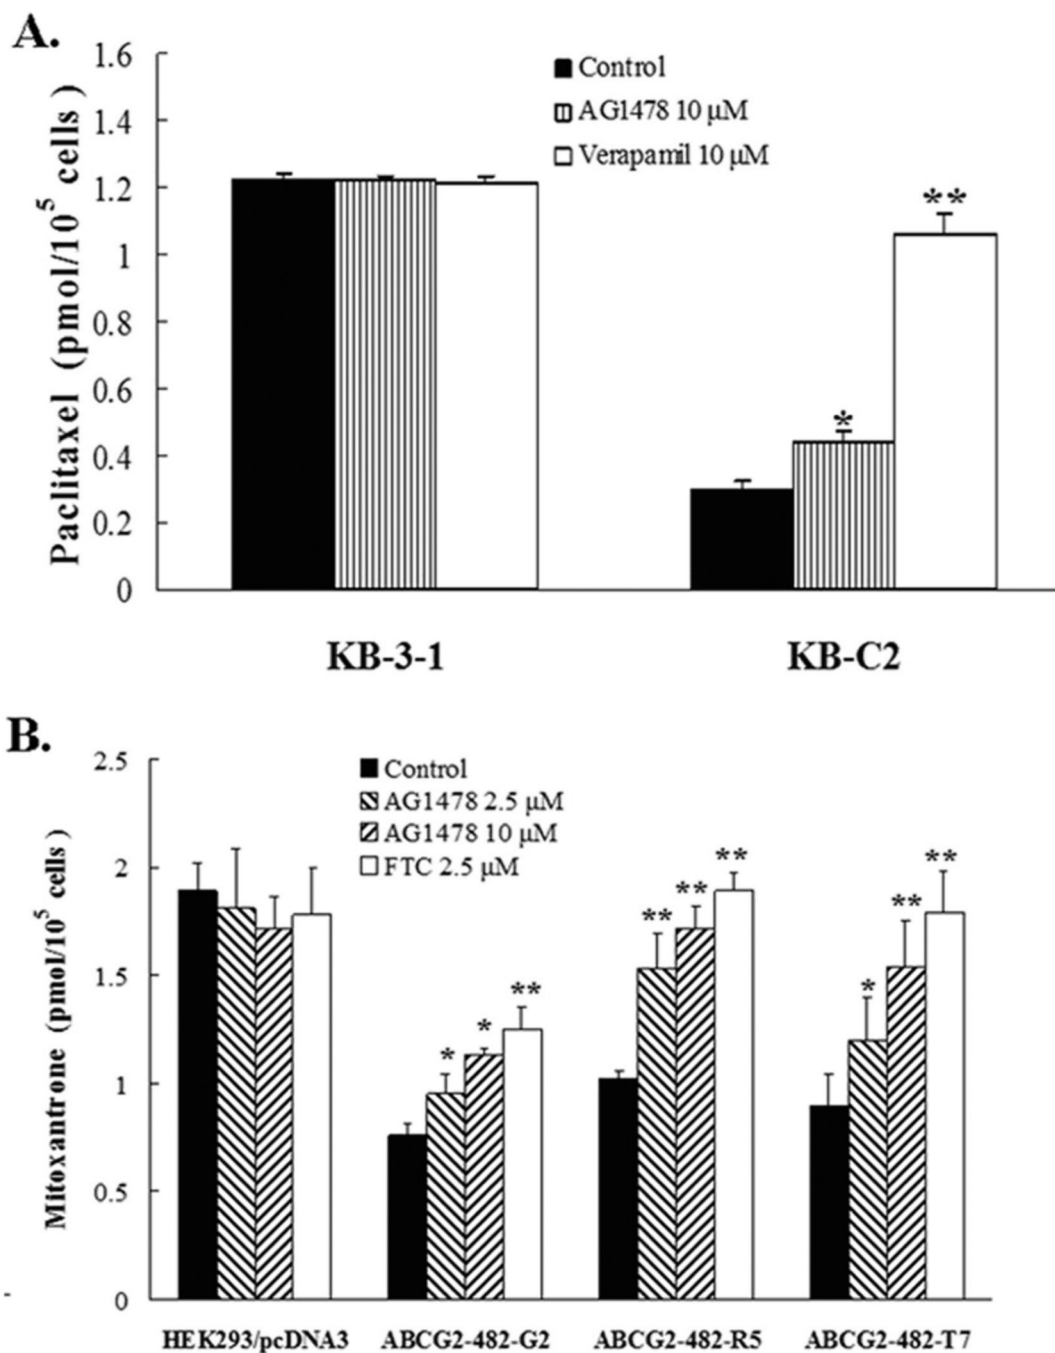 A.
Paclitaxel (pmol/10⁵ cells )
1.6
1.4
1.2
1
0.8
0.6
0.4
0.2
0
Control
AG1478 10 μM
Verapamil 10 μM
*
**
KB-3-1
KB-C2
B.
Mitoxantrone (pmol/10⁵ cells )
2.5
2
1.5
1
0.5
0
Control
AG1478 2.5 μM
AG1478 10 μM
FTC 2.5 μM
* * **
** ** **
* ** **
HEK293/pcDNA3 ABCG2-482-G2 ABCG2-482-R5 ABCG2-482-T7